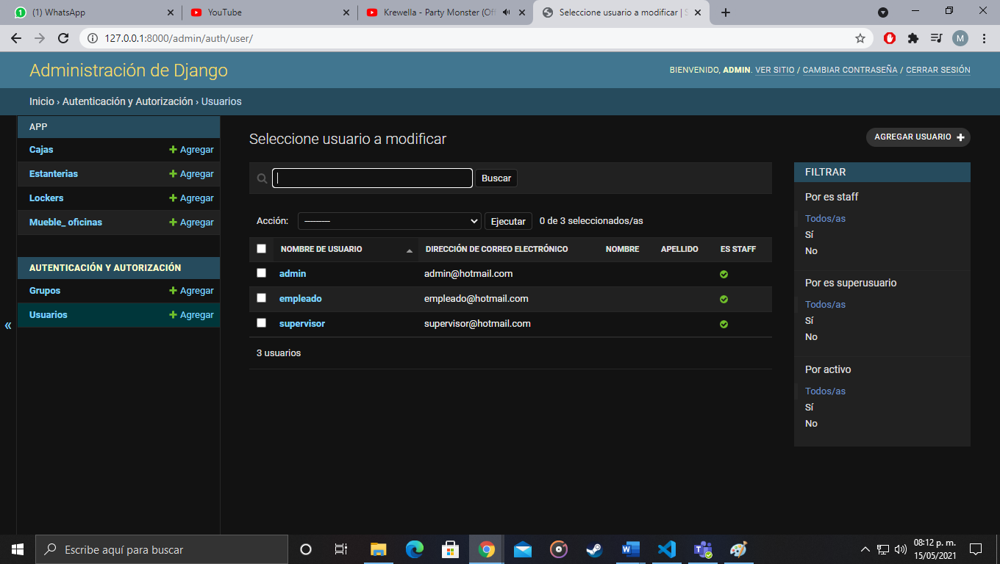 (1) WhatsApp
YouTube
Krewella - Party Monster (Of
Seleccione usuario a modificar | S
127.0.0.1:8000/admin/auth/user/
M
Administración de Django
BIENVENIDO, ADMIN. VER SITIO / CAMBIAR CONTRASEÑA / CERRAR SESIÓN
Inicio › Autenticación y Autorización › Usuarios
APP
Cajas + Agregar
Estanterias + Agregar
Lockers + Agregar
Mueble_ oficinas + Agregar
AUTENTICACIÓN Y AUTORIZACIÓN
Grupos + Agregar
Usuarios + Agregar
«
Seleccione usuario a modificar
AGREGAR USUARIO +
Buscar
Acción: --------- Ejecutar 0 de 3 seleccionados/as
NOMBRE DE USUARIO DIRECCIÓN DE CORREO ELECTRÓNICO NOMBRE APELLIDO ES STAFF
admin admin@hotmail.com
empleado empleado@hotmail.com
supervisor supervisor@hotmail.com
3 usuarios
FILTRAR
Por es staff
Todos/as
Sí
No
Por es superusuario
Todos/as
Sí
No
Por activo
Todos/as
Sí
No
Escribe aquí para buscar
08:12 p. m.
15/05/2021